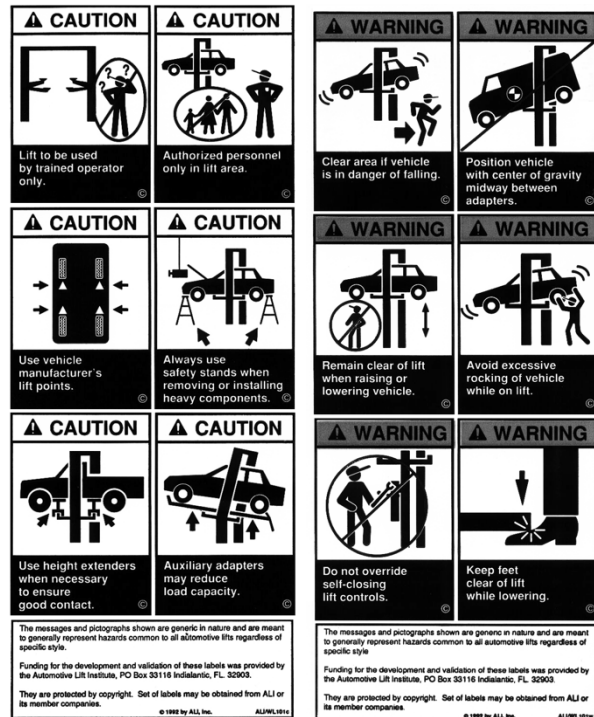 CAUTION
CAUTION
? ? ?
Lift to be used
by trained operator
only.
©
Authorized personnel
only in lift area.
©
CAUTION
CAUTION
Use vehicle
manufacturer's
lift points.
©
Always use
safety stands when
removing or installing
heavy components.
©
CAUTION
CAUTION
Use height extenders
when necessary
to ensure
good contact.
©
Auxiliary adapters
may reduce
load capacity.
©
The messages and pictographs shown are generic in nature and are meant
to generally represent hazards common to all automotive lifts regardless of
specific style.
Funding for the development and validation of these labels was provided by
the Automotive Lift Institute, PO Box 33116 Indialantic, FL. 32903.
They are protected by copyright. Set of labels may be obtained from ALI or
its member companies.
© 1992 by ALI, Inc.
ALI/WL101c
WARNING
WARNING
Clear area if vehicle
is in danger of falling.
©
Position vehicle
with center of gravity
midway between
adapters.
©
WARNING
WARNING
Remain clear of lift
when raising or
lowering vehicle.
©
Avoid excessive
rocking of vehicle
while on lift.
©
WARNING
WARNING
Do not override
self-closing
lift controls.
©
Keep feet
clear of lift
while lowering.
©
The messages and pictographs shown are generic in nature and are meant
to generally represent hazards common to all automotive lifts regardless of
specific style
Funding for the development and validation of these labels was provided by
the Automotive Lift Institute, PO Box 33116 Indialantic, FL. 32903.
They are protected by copyright. Set of labels may be obtained from ALI or
its member companies.
© 1992 by ALI, Inc.